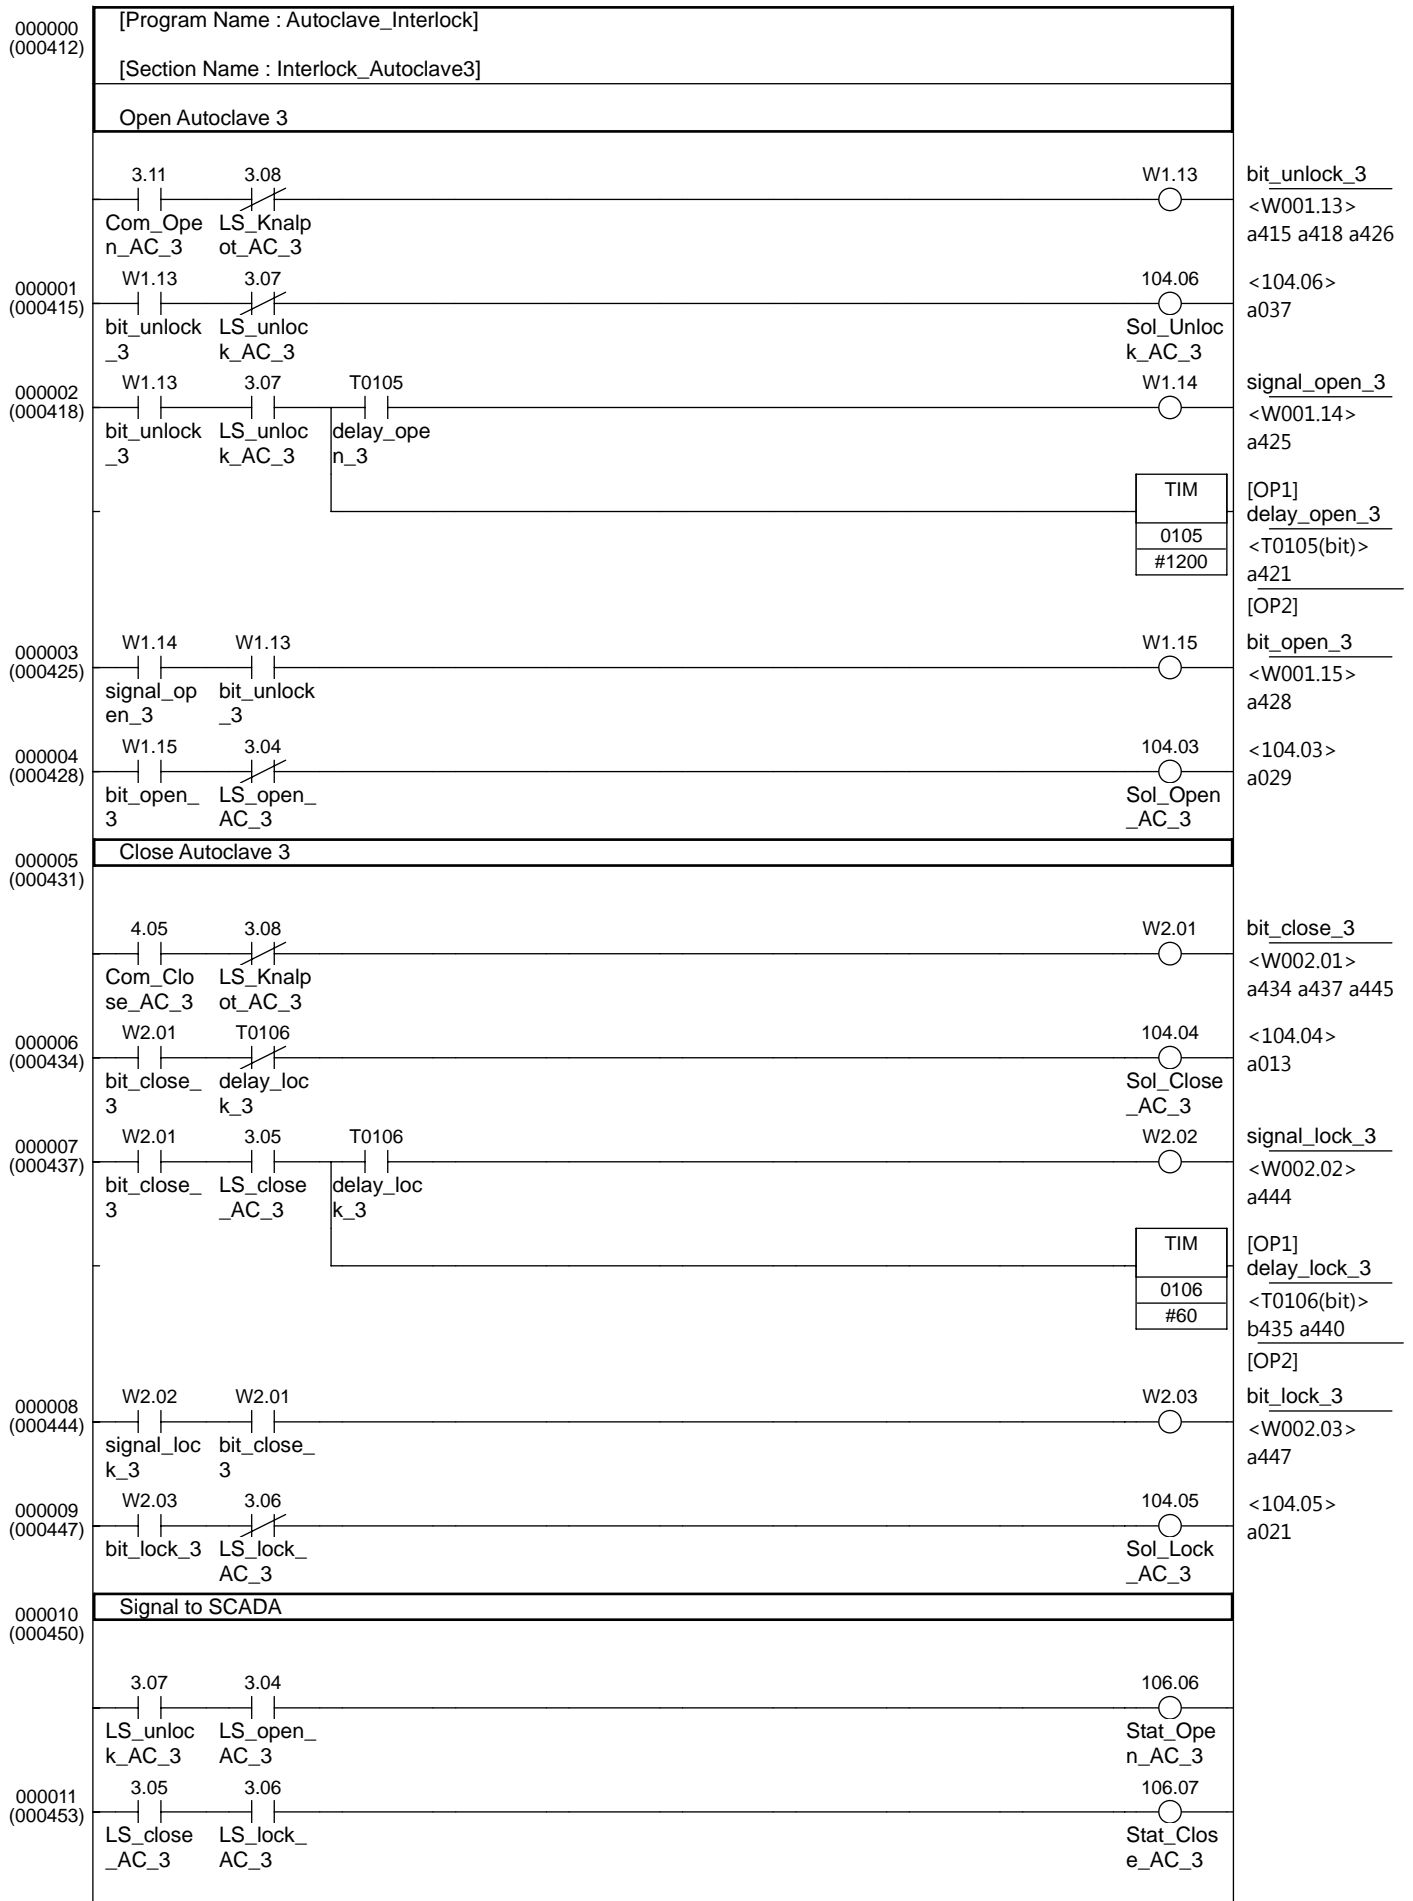 000000
(000412)
[Program Name : Autoclave_Interlock]
[Section Name : Interlock_Autoclave3]
Open Autoclave 3
3.11 3.08 W1.13 bit_unlock_3
Com_Ope LS_Knalp <W001.13>
n_AC_3 ot_AC_3 a415 a418 a426
000001
(000415)
W1.13 3.07 104.06 <104.06>
bit_unlock LS_unloc Sol_Unloc a037
_3 k_AC_3 k_AC_3
000002
(000418)
W1.13 3.07 T0105 W1.14 signal_open_3
bit_unlock LS_unloc delay_ope <W001.14>
_3 k_AC_3 n_3 a425
TIM [OP1]
delay_open_3
0105 <T0105(bit)>
#1200 a421
[OP2]
000003
(000425)
W1.14 W1.13 W1.15 bit_open_3
signal_op bit_unlock <W001.15>
en_3 _3 a428
000004
(000428)
W1.15 3.04 104.03 <104.03>
bit_open_ LS_open_ Sol_Open a029
3 AC_3 _AC_3
000005
(000431)
Close Autoclave 3
4.05 3.08 W2.01 bit_close_3
Com_Clo LS_Knalp <W002.01>
se_AC_3 ot_AC_3 a434 a437 a445
000006
(000434)
W2.01 T0106 104.04 <104.04>
bit_close_ delay_loc Sol_Close a013
3 k_3 _AC_3
000007
(000437)
W2.01 3.05 T0106 W2.02 signal_lock_3
bit_close_ LS_close delay_loc <W002.02>
3 _AC_3 k_3 a444
TIM [OP1]
delay_lock_3
0106 <T0106(bit)>
#60 b435 a440
[OP2]
000008
(000444)
W2.02 W2.01 W2.03 bit_lock_3
signal_loc bit_close_ <W002.03>
k_3 3 a447
000009
(000447)
W2.03 3.06 104.05 <104.05>
bit_lock_3 LS_lock_ Sol_Lock a021
AC_3 _AC_3
000010
(000450)
Signal to SCADA
3.07 3.04 106.06
LS_unloc LS_open_ Stat_Ope
k_AC_3 AC_3 n_AC_3
000011
(000453)
3.05 3.06 106.07
LS_close LS_lock_ Stat_Clos
_AC_3 AC_3 e_AC_3